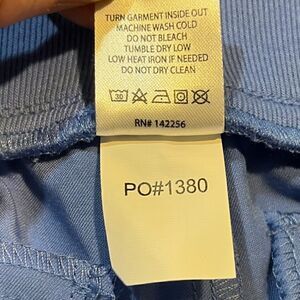 TURN GARMENT INSIDE OUT
MACHINE WASH COLD
DO NOT BLEACH
TUMBLE DRY LOW
LOW HEAT IRON IF NEEDED
DO NOT DRY CLEAN
30
RN# 142256
PO#1380